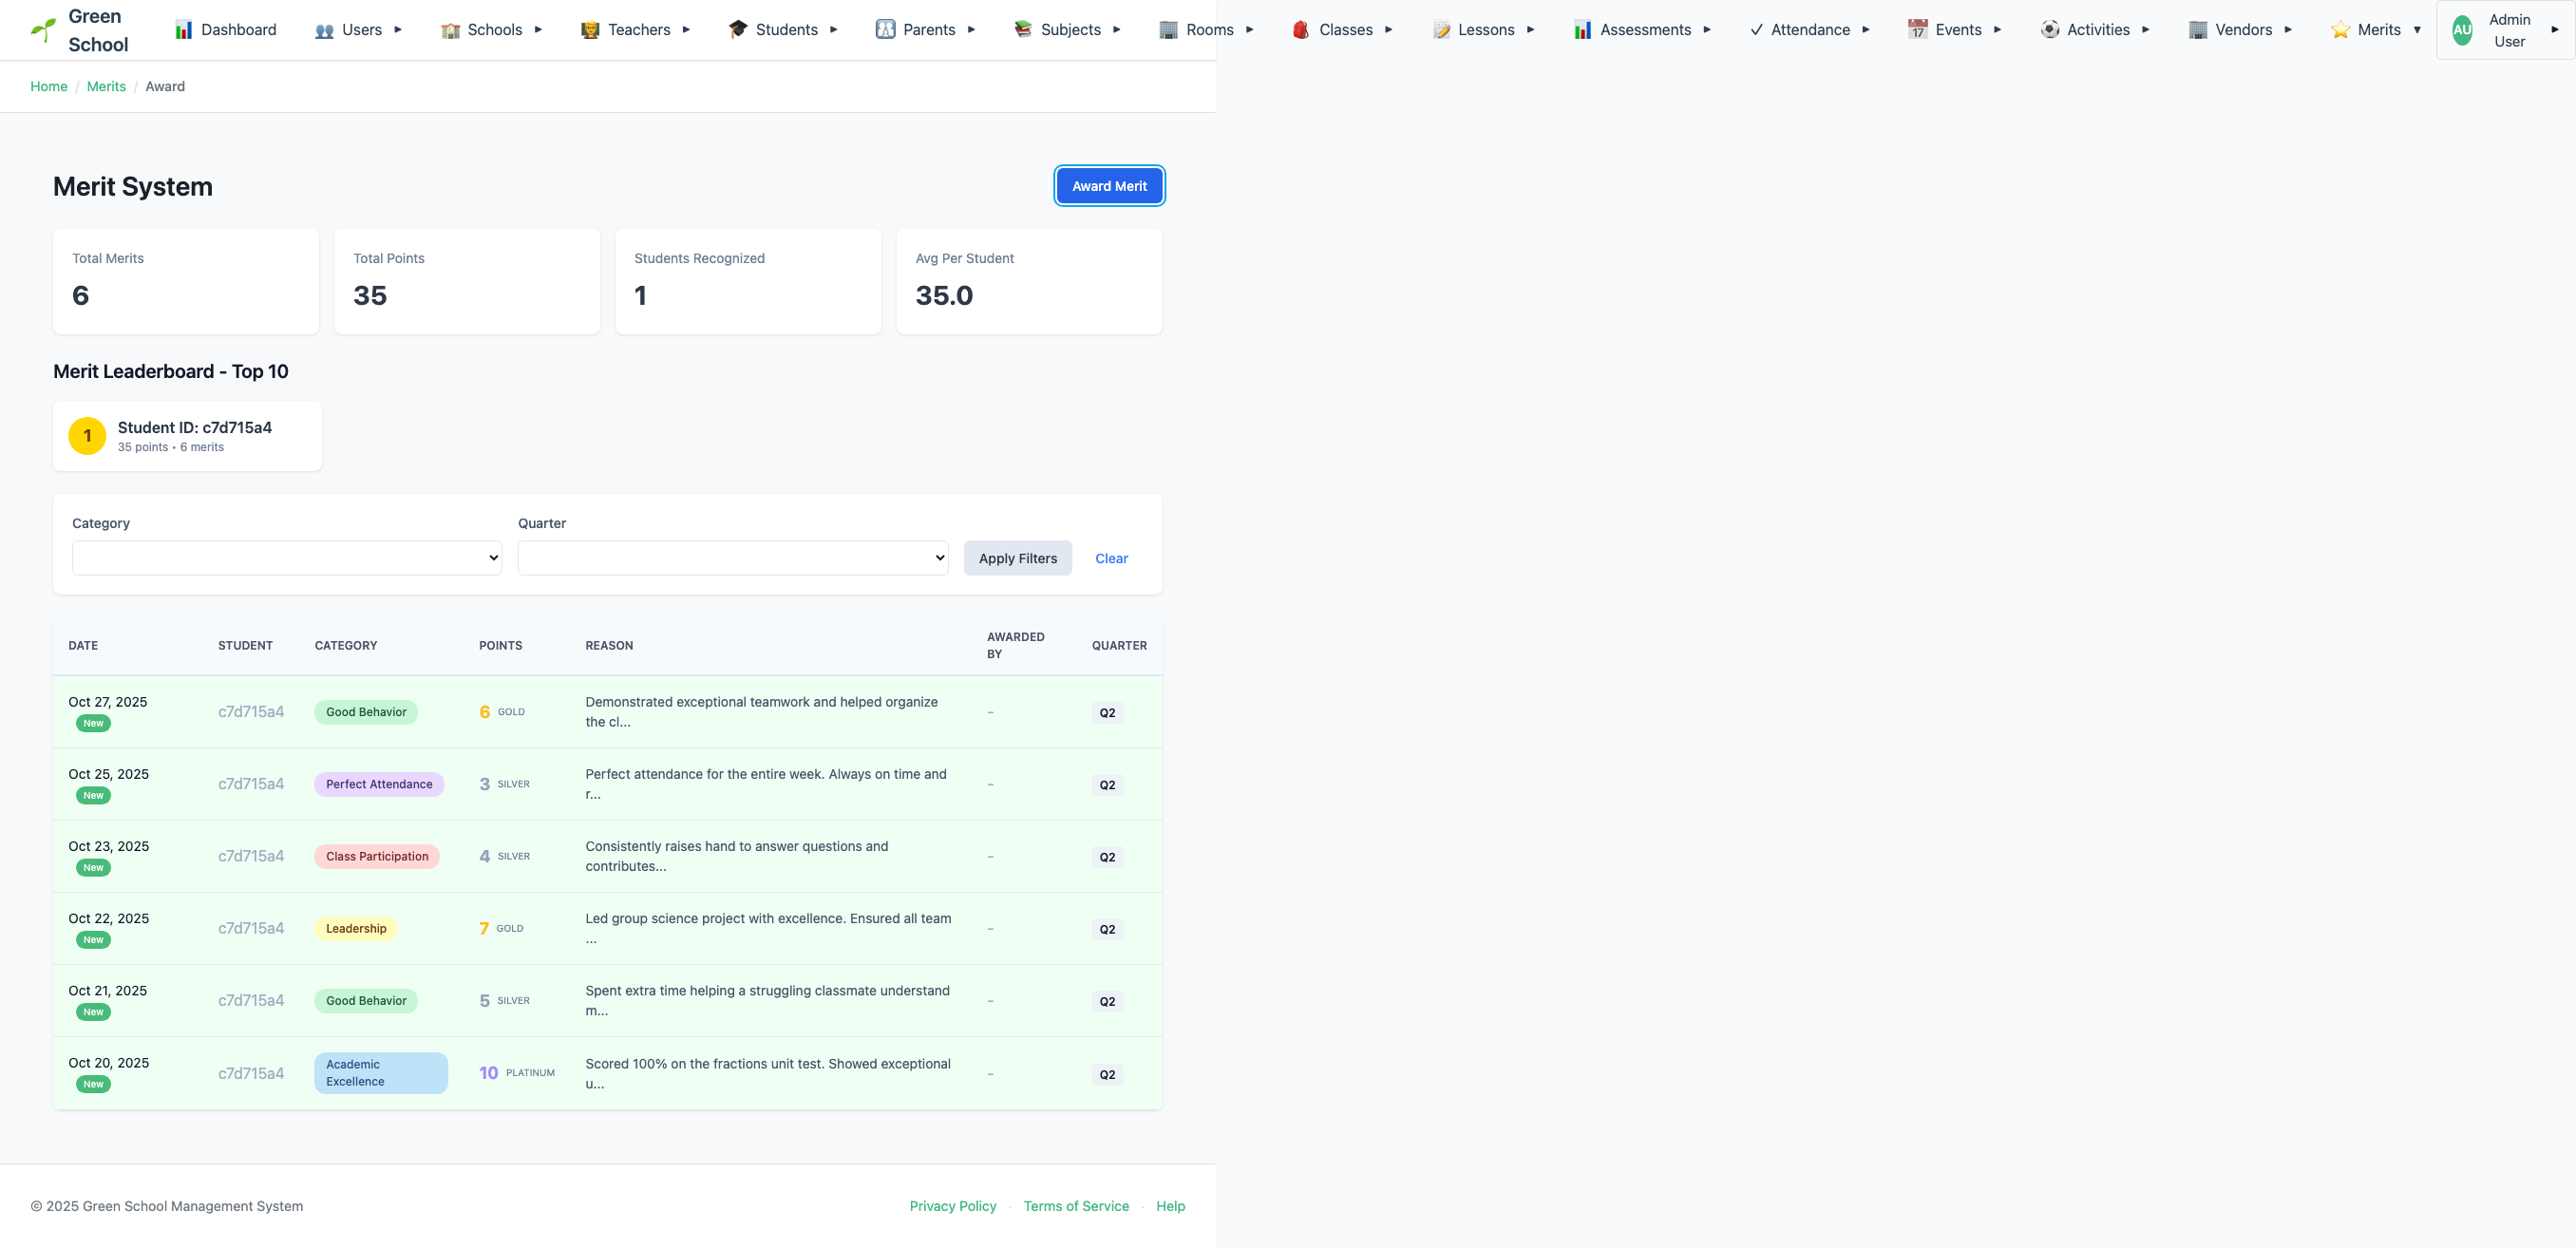 Green School
Dashboard
Users
Schools
Teachers
Students
Parents
Subjects
Rooms
Classes
Lessons
Assessments
Attendance
Events
Activities
Vendors
Merits
AU
Admin User
Home / Merits / Award
Merit System
Award Merit
Total Merits
6
Total Points
35
Students Recognized
1
Avg Per Student
35.0
Merit Leaderboard - Top 10
1
Student ID: c7d715a4
35 points • 6 merits
Category
Quarter
Apply Filters
Clear
DATE STUDENT CATEGORY POINTS REASON AWARDED BY QUARTER
Oct 27, 2025 New c7d715a4 Good Behavior 6 GOLD Demonstrated exceptional teamwork and helped organize the cl... - Q2
Oct 25, 2025 New c7d715a4 Perfect Attendance 3 SILVER Perfect attendance for the entire week. Always on time and r... - Q2
Oct 23, 2025 New c7d715a4 Class Participation 4 SILVER Consistently raises hand to answer questions and contributes... - Q2
Oct 22, 2025 New c7d715a4 Leadership 7 GOLD Led group science project with excellence. Ensured all team ... - Q2
Oct 21, 2025 New c7d715a4 Good Behavior 5 SILVER Spent extra time helping a struggling classmate understand m... - Q2
Oct 20, 2025 New c7d715a4 Academic Excellence 10 PLATINUM Scored 100% on the fractions unit test. Showed exceptional u... - Q2
© 2025 Green School Management System
Privacy Policy · Terms of Service · Help